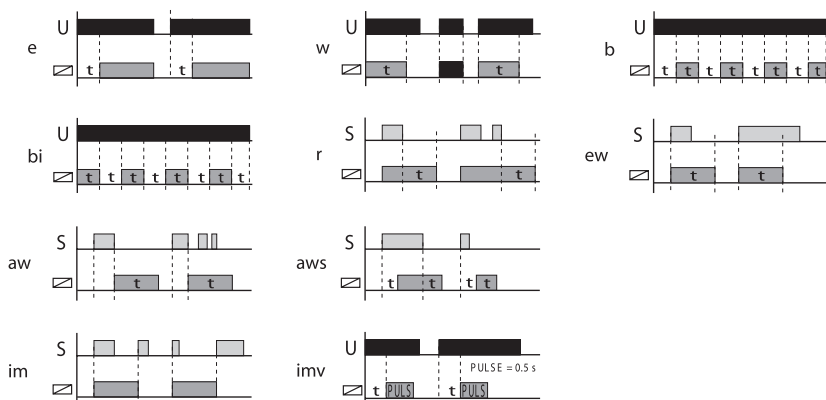 U
e
t t
U
w
t t
U
b
t t t t
t t t t
U
bi
t t t t t t t t
S
r
t t
S
ew
t t
S
aw
t t
S
aws
t t t t
S
im
U
imv
PULSE = 0.5 s
t PULS t PULS